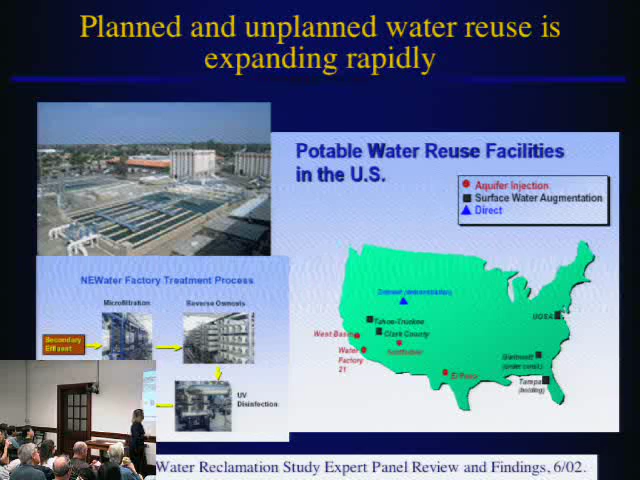 Planned and unplanned water reuse is
expanding rapidly
Potable Water Reuse Facilities
in the U.S.
Aquifer Injection
Surface Water Augmentation
Direct
NEWater Factory Treatment Process
Microfiltration
Reverse Osmosis
Secondary
Effluent
UV
Disinfection
Denver (demonstration)
Tahoe-Truckee
Clark County
West Basin
Water
Factory
21
Scottsdale
El Paso
UOSA
Gwinnett
(under const.)
Tampa
(holding)
Water Reclamation Study Expert Panel Review and Findings, 6/02.